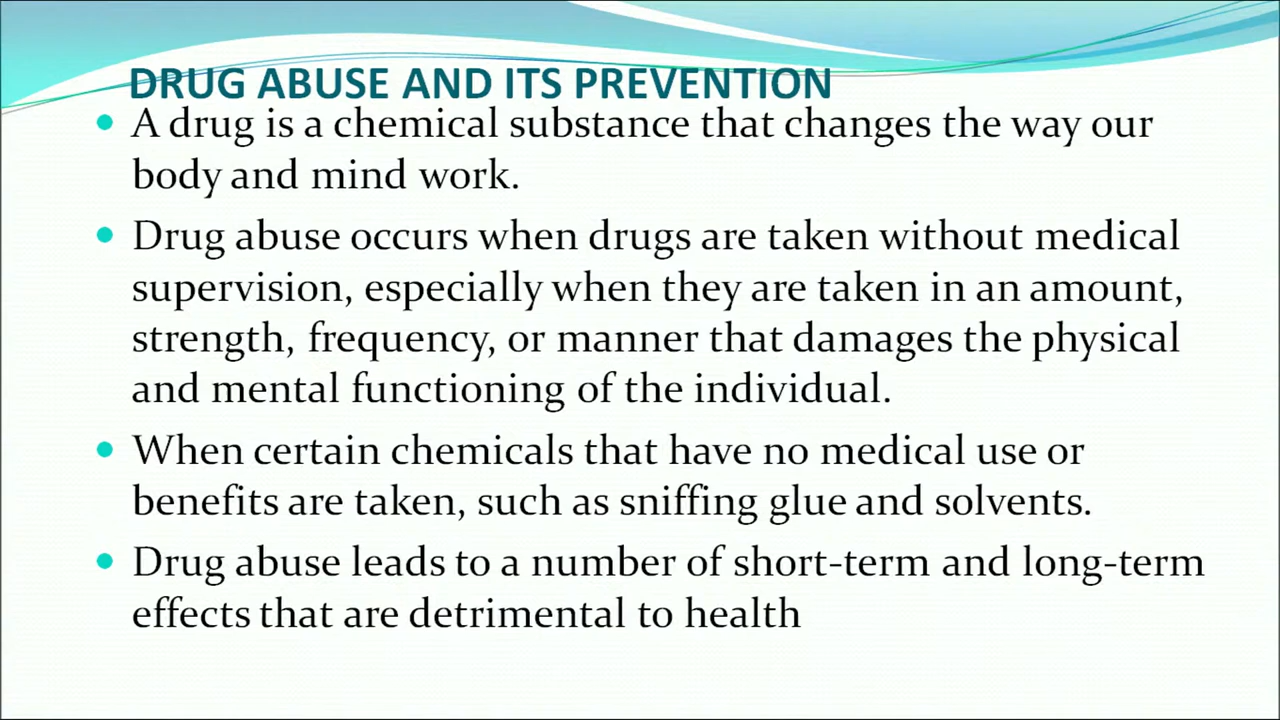 DRUG ABUSE AND ITS PREVENTION
• A drug is a chemical substance that changes the way our
body and mind work.
• Drug abuse occurs when drugs are taken without medical
supervision, especially when they are taken in an amount,
strength, frequency, or manner that damages the physical
and mental functioning of the individual.
• When certain chemicals that have no medical use or
benefits are taken, such as sniffing glue and solvents.
• Drug abuse leads to a number of short-term and long-term
effects that are detrimental to health